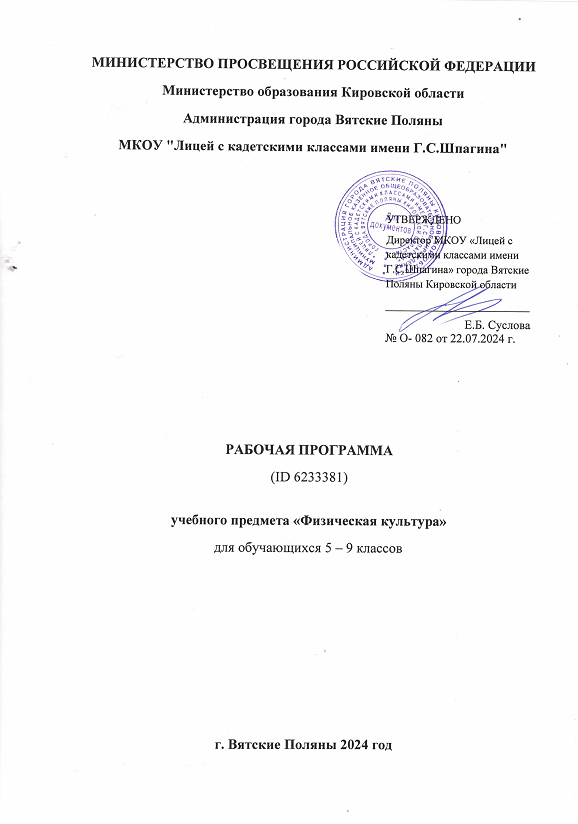 МИНИСТЕРСТВО ПРОСВЕЩЕНИЯ РОССИЙСКОЙ ФЕДЕРАЦИИ
Министерство образования Кировской области
Администрация города Вятские Поляны
МКОУ "Лицей с кадетскими классами имени Г.С.Шпагина"
документов
УТВЕРЖДЕНО
Директор МКОУ «Лицей с
кадетскими классами имени
Г.С.Шпагина» города Вятские
Поляны Кировской области
Е.Б. Суслова
№ О- 082 от 22.07.2024 г.
РАБОЧАЯ ПРОГРАММА
(ID 6233381)
учебного предмета «Физическая культура»
для обучающихся 5 – 9 классов
г. Вятские Поляны 2024 год